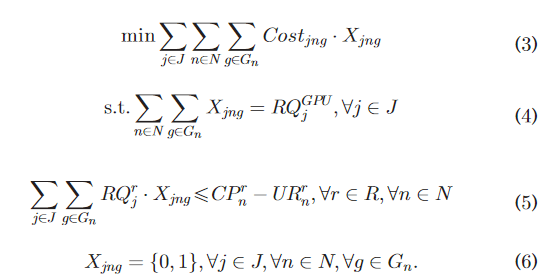 min ∑_{j∈J} ∑_{n∈N} ∑_{g∈G_n} Cost_{jng} · X_{jng} (3)
s.t. ∑_{n∈N} ∑_{g∈G_n} X_{jng} = RQ_j^{GPU}, ∀j ∈ J (4)
∑_{j∈J} ∑_{g∈G_n} RQ_j^r · X_{jng} ⩽ CP_n^r − UR_n^r, ∀r ∈ R, ∀n ∈ N (5)
X_{jng} = {0, 1}, ∀j ∈ J, ∀n ∈ N, ∀g ∈ G_n. (6)